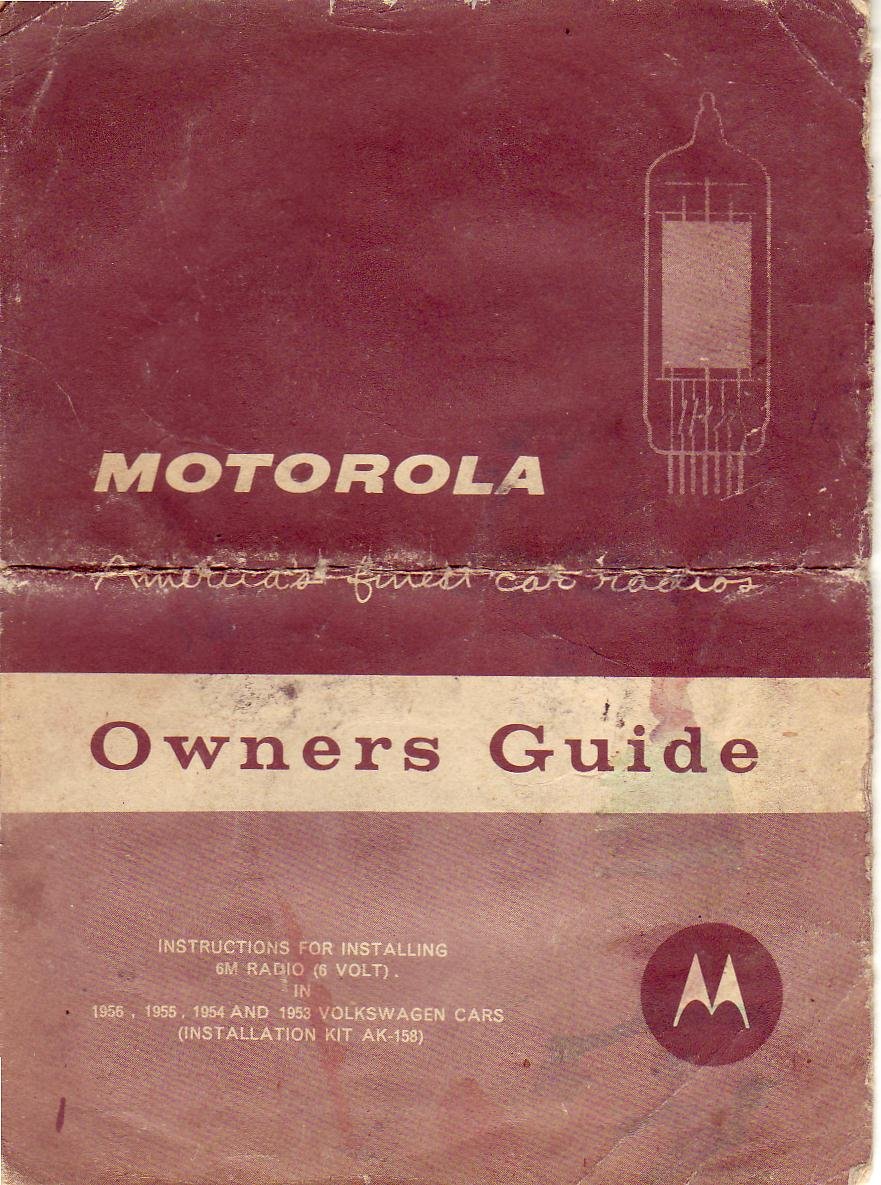 MOTOROLA
America's finest car radios
Owners Guide
INSTRUCTIONS FOR INSTALLING
6M RADIO (6 VOLT).
IN
1956, 1955, 1954 AND 1953 VOLKSWAGEN CARS
(INSTALLATION KIT AK-158)